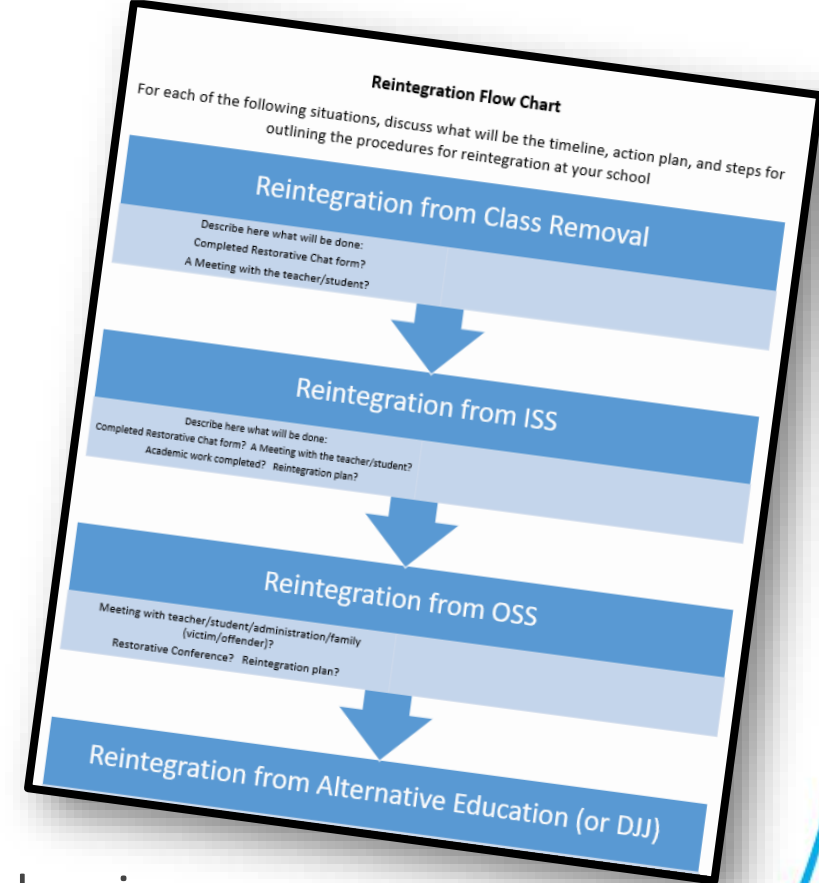 Reintegration Flow Chart
For each of the following situations, discuss what will be the timeline, action plan, and steps for
outlining the procedures for reintegration at your school
Reintegration from Class Removal
Describe here what will be done:
Completed Restorative Chat form?
A Meeting with the teacher/student?
Reintegration from ISS
Describe here what will be done:
Completed Restorative Chat form? A Meeting with the teacher/student?
Academic work completed? Reintegration plan?
Reintegration from OSS
Meeting with teacher/student/administration/family
(victim/offender)?
Restorative Conference? Reintegration plan?
Reintegration from Alternative Education (or DJJ)